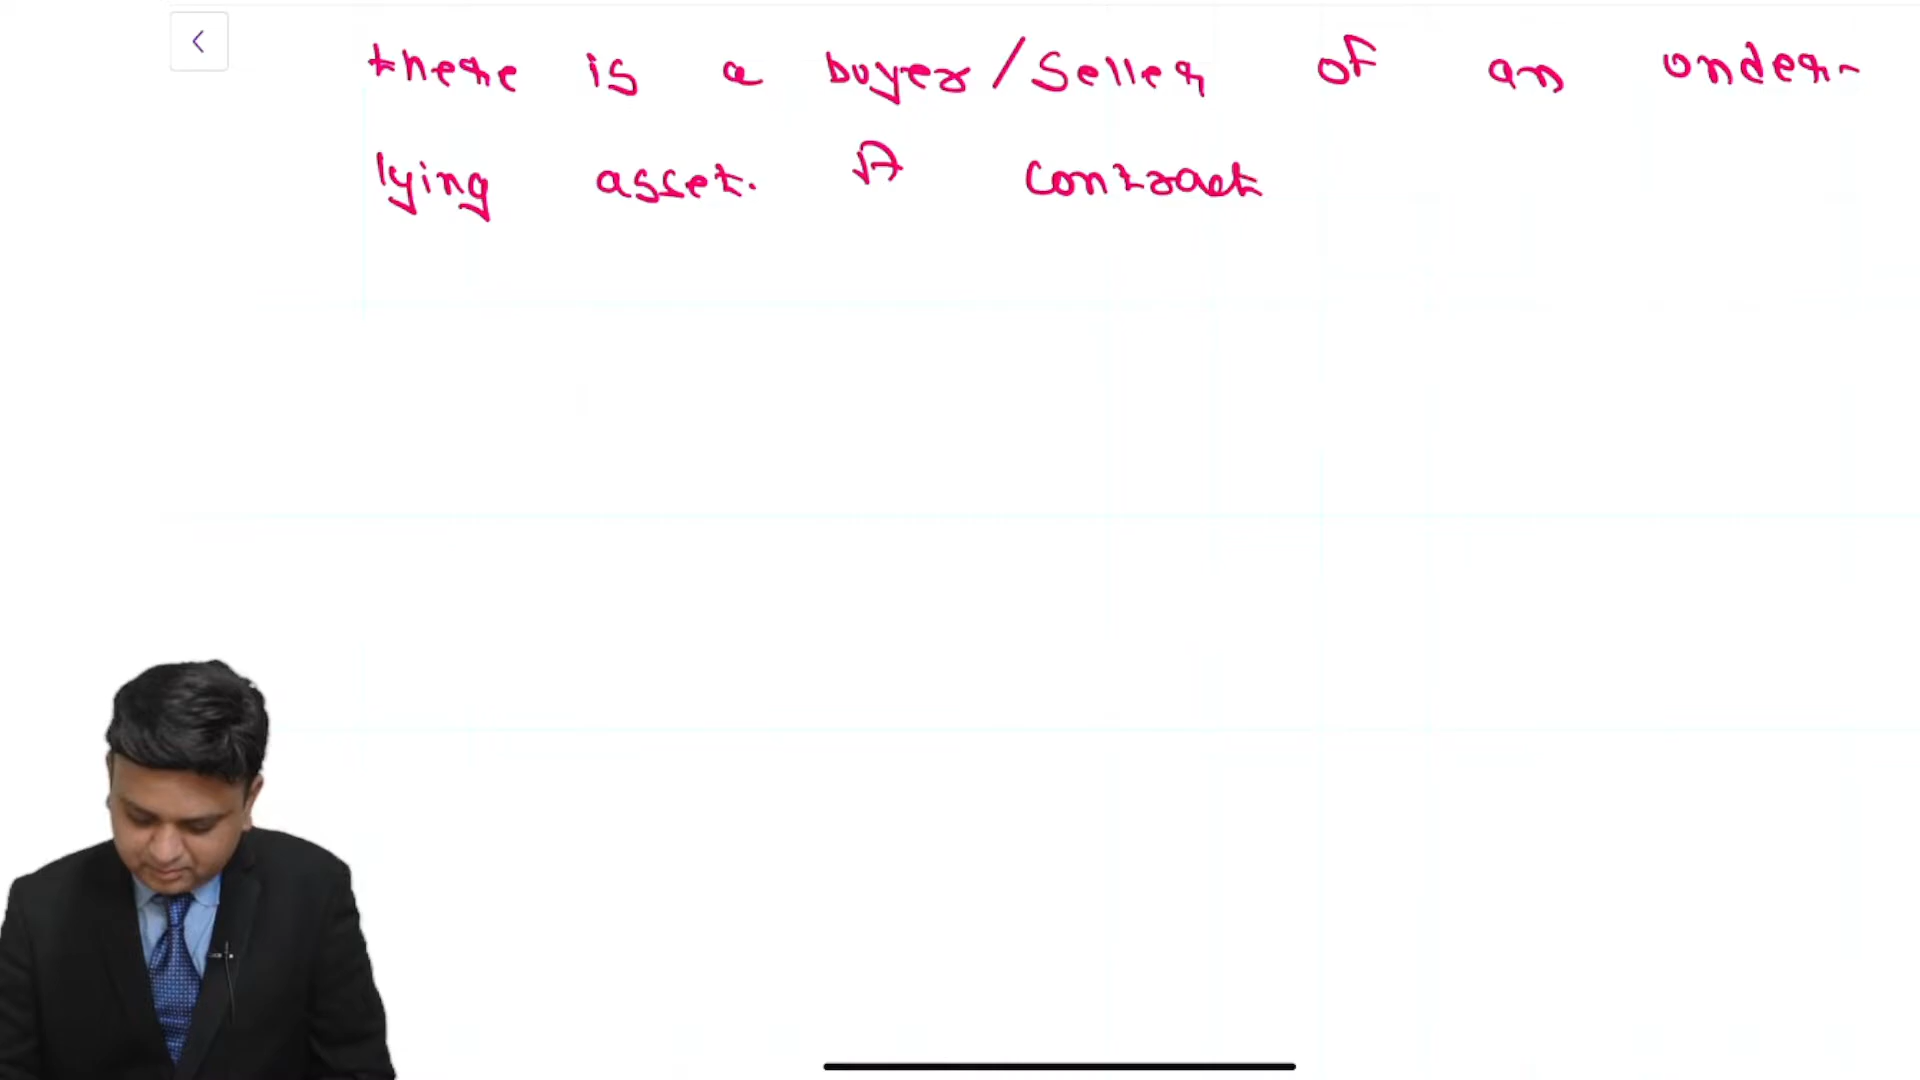 there is a buyer/seller of an under-
lying asset. A contract